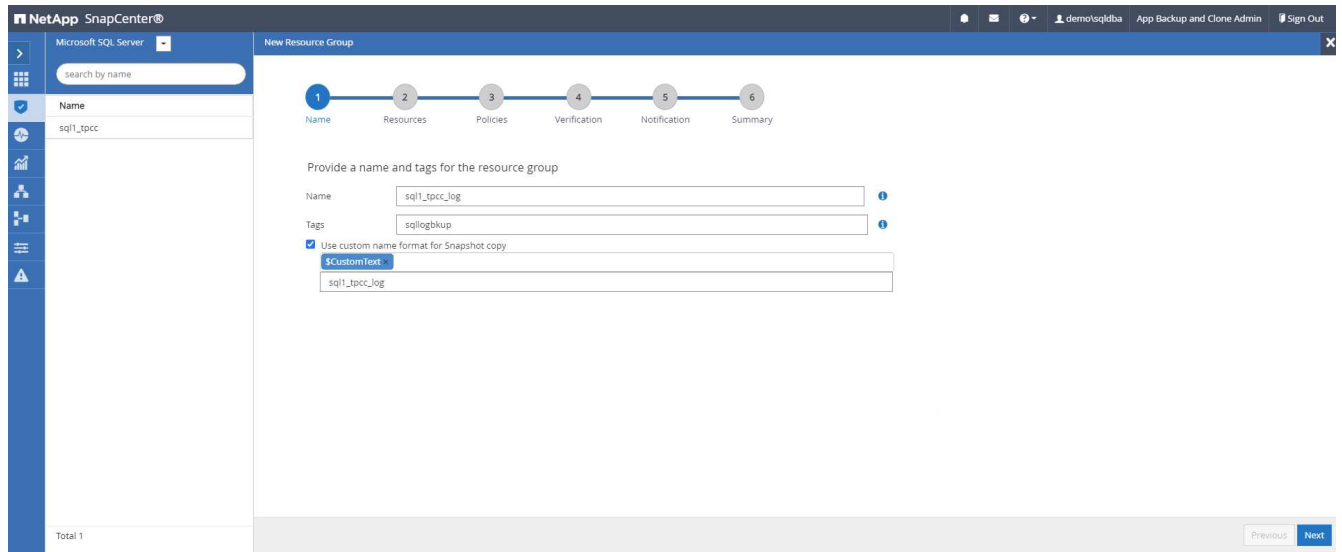 NetApp SnapCenter®
demo\sqldba App Backup and Clone Admin Sign Out
Microsoft SQL Server
search by name
Name
sql1_tpcc
Total 1
New Resource Group
1 2 3 4 5 6
Name Resources Policies Verification Notification Summary
Provide a name and tags for the resource group
Name sql1_tpcc_log
Tags sqllogbkup
Use custom name format for Snapshot copy
$CustomText ×
sql1_tpcc_log
Previous Next